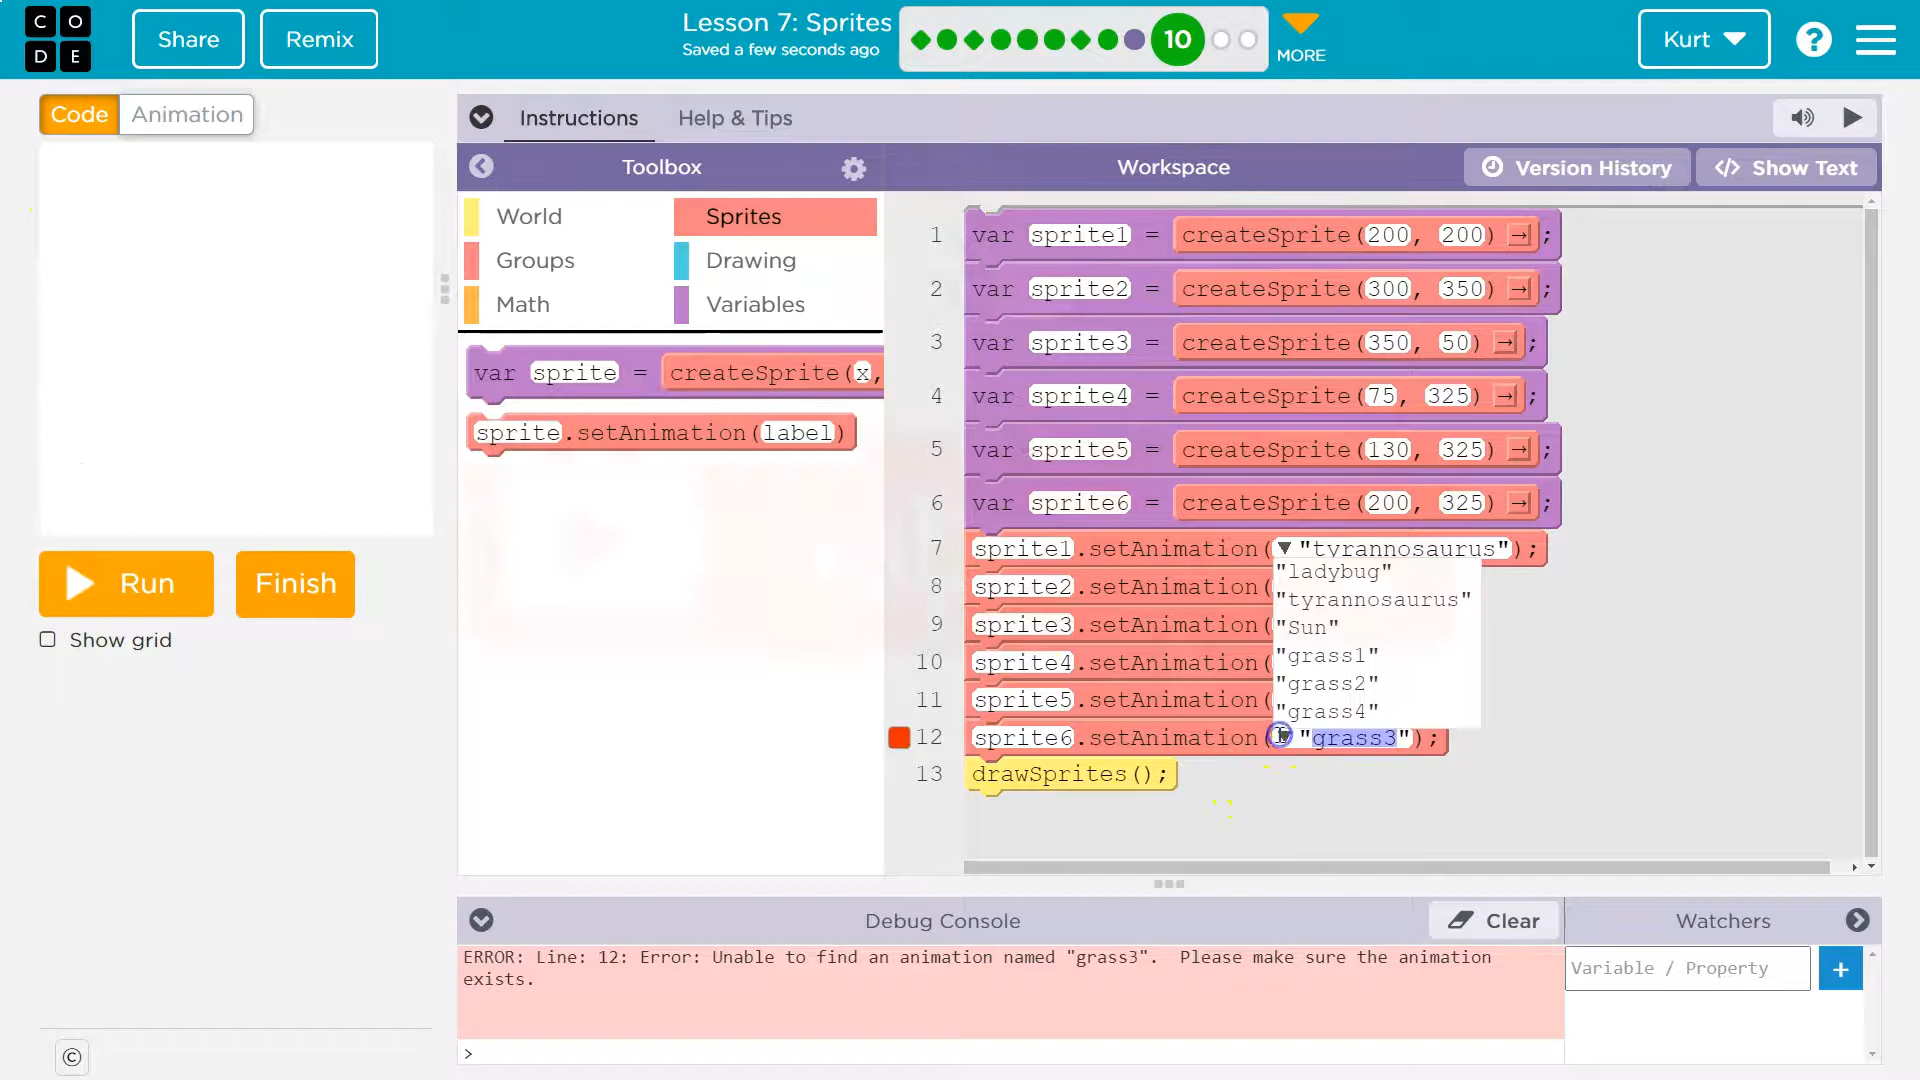 C O
D E
Share
Remix
Lesson 7: Sprites
Saved a few seconds ago
10
MORE
Kurt
?
Code
Animation
Instructions
Help & Tips
Toolbox
Workspace
Version History
</> Show Text
World
Sprites
Groups
Drawing
Math
Variables
var sprite = createSprite(x,
sprite.setAnimation(label)
1 var sprite1 = createSprite(200, 200) → ;
2 var sprite2 = createSprite(300, 350) → ;
3 var sprite3 = createSprite(350, 50) → ;
4 var sprite4 = createSprite(75, 325) → ;
5 var sprite5 = createSprite(130, 325) → ;
6 var sprite6 = createSprite(200, 325) → ;
7 sprite1.setAnimation(▼ "tyrannosaurus");
8 sprite2.setAnimation(
9 sprite3.setAnimation(
10 sprite4.setAnimation(
11 sprite5.setAnimation(
12 sprite6.setAnimation(▼ "grass3");
13 drawSprites();
"ladybug"
"tyrannosaurus"
"Sun"
"grass1"
"grass2"
"grass4"
Run
Finish
Show grid
Debug Console
Clear
Watchers
ERROR: Line: 12: Error: Unable to find an animation named "grass3". Please make sure the animation
exists.
>
Variable / Property
+
©